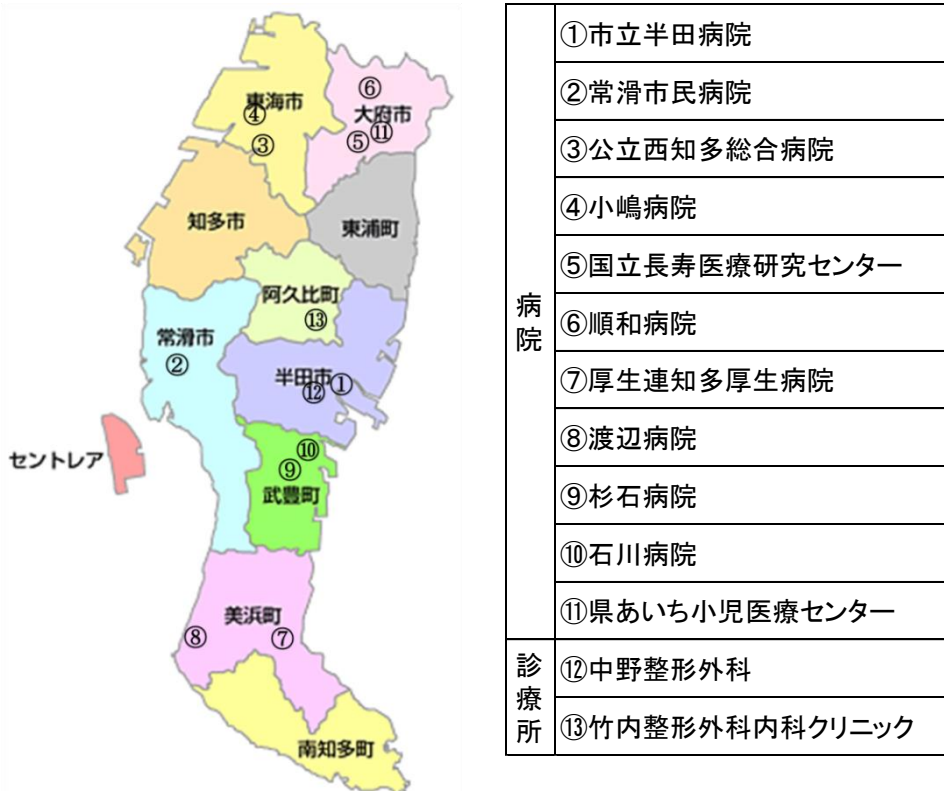 東海市
④
③
⑥
大府市
⑤⑪
知多市
東浦町
阿久比町
⑬
常滑市
②
半田市
⑫①
セントレア
⑩
⑨
武豊町
美浜町
⑧
⑦
南知多町
病院
①市立半田病院
②常滑市民病院
③公立西知多総合病院
④小嶋病院
⑤国立長寿医療研究センター
⑥順和病院
⑦厚生連知多厚生病院
⑧渡辺病院
⑨杉石病院
⑩石川病院
⑪県あいち小児医療センター
診療所
⑫中野整形外科
⑬竹内整形外科内科クリニック